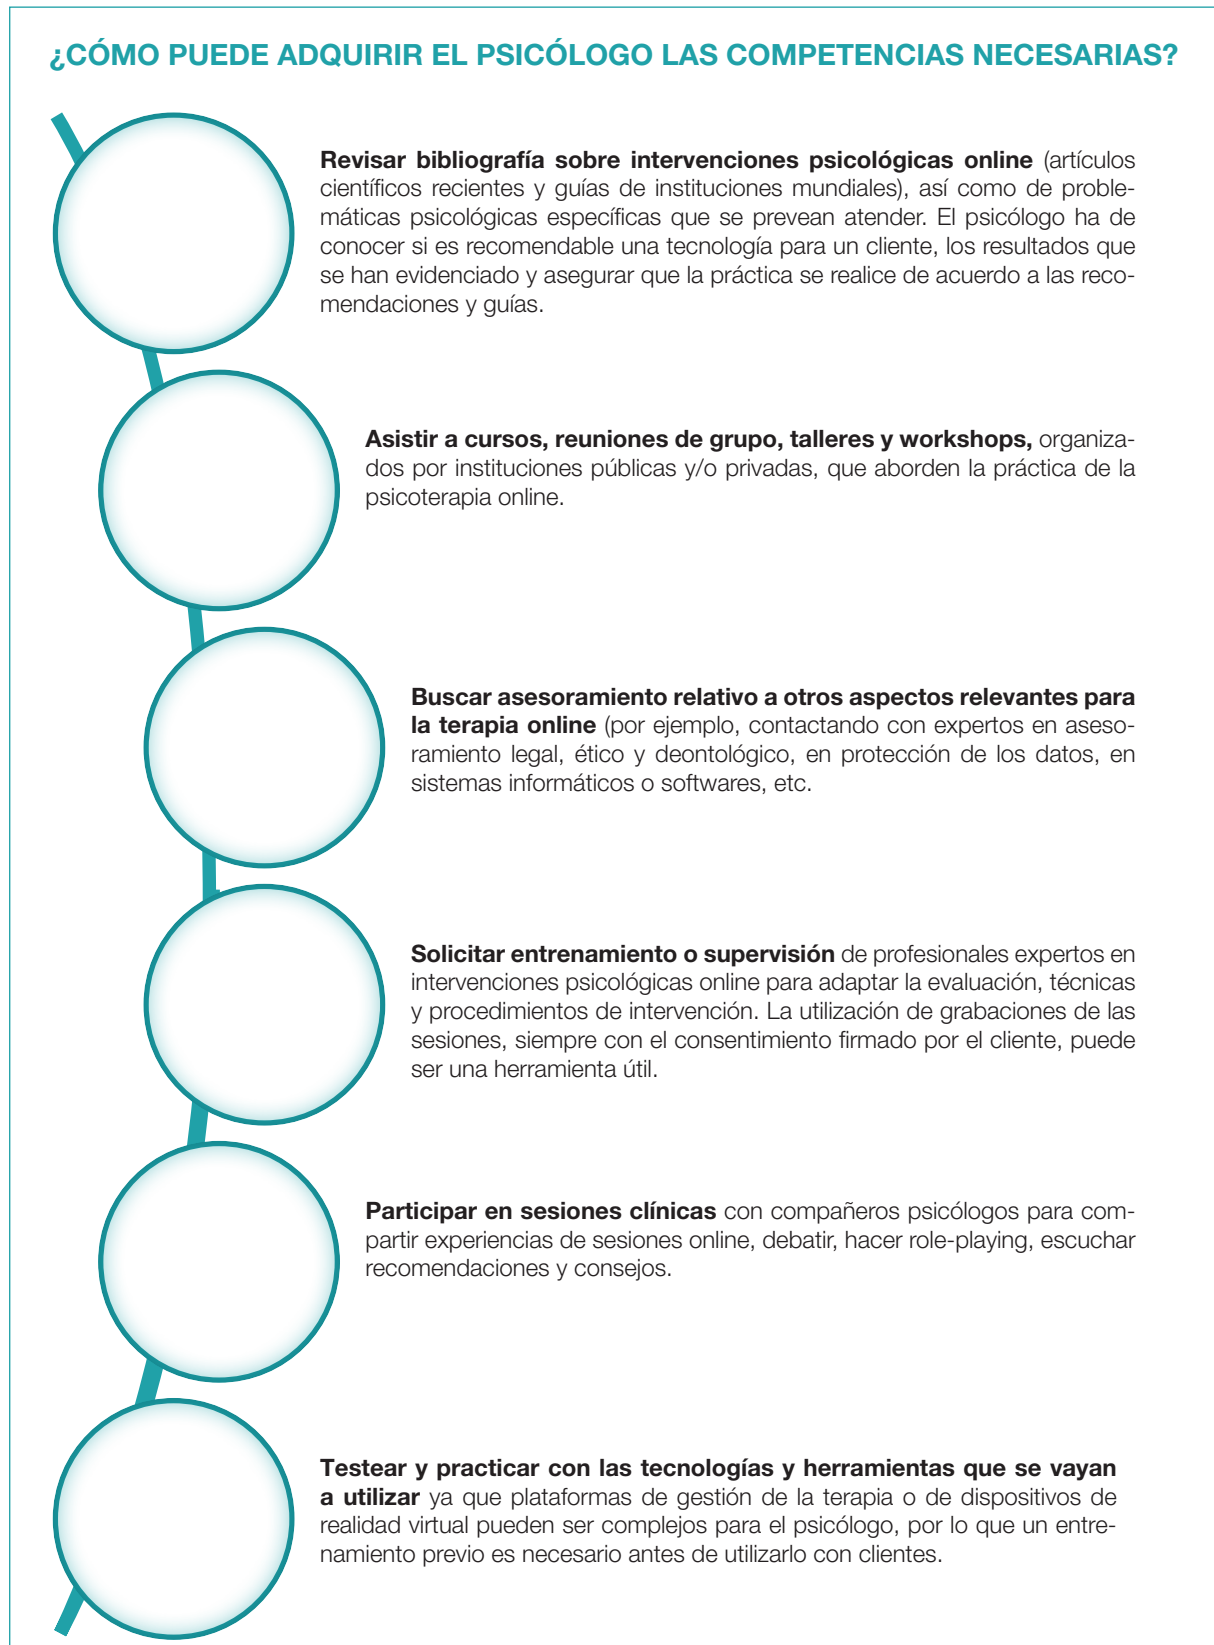 ¿CÓMO PUEDE ADQUIRIR EL PSICÓLOGO LAS COMPETENCIAS NECESARIAS?
Revisar bibliografía sobre intervenciones psicológicas online (artículos
científicos recientes y guías de instituciones mundiales), así como de proble-
máticas psicológicas específicas que se prevean atender. El psicólogo ha de
conocer si es recomendable una tecnología para un cliente, los resultados que
se han evidenciado y asegurar que la práctica se realice de acuerdo a las reco-
mendaciones y guías.
Asistir a cursos, reuniones de grupo, talleres y workshops, organiza-
dos por instituciones públicas y/o privadas, que aborden la práctica de la
psicoterapia online.
Buscar asesoramiento relativo a otros aspectos relevantes para
la terapia online (por ejemplo, contactando con expertos en aseso-
ramiento legal, ético y deontológico, en protección de los datos, en
sistemas informáticos o softwares, etc.
Solicitar entrenamiento o supervisión de profesionales expertos en
intervenciones psicológicas online para adaptar la evaluación, técnicas
y procedimientos de intervención. La utilización de grabaciones de las
sesiones, siempre con el consentimiento firmado por el cliente, puede
ser una herramienta útil.
Participar en sesiones clínicas con compañeros psicólogos para com-
partir experiencias de sesiones online, debatir, hacer role-playing, escuchar
recomendaciones y consejos.
Testear y practicar con las tecnologías y herramientas que se vayan
a utilizar ya que plataformas de gestión de la terapia o de dispositivos de
realidad virtual pueden ser complejos para el psicólogo, por lo que un entre-
namiento previo es necesario antes de utilizarlo con clientes.